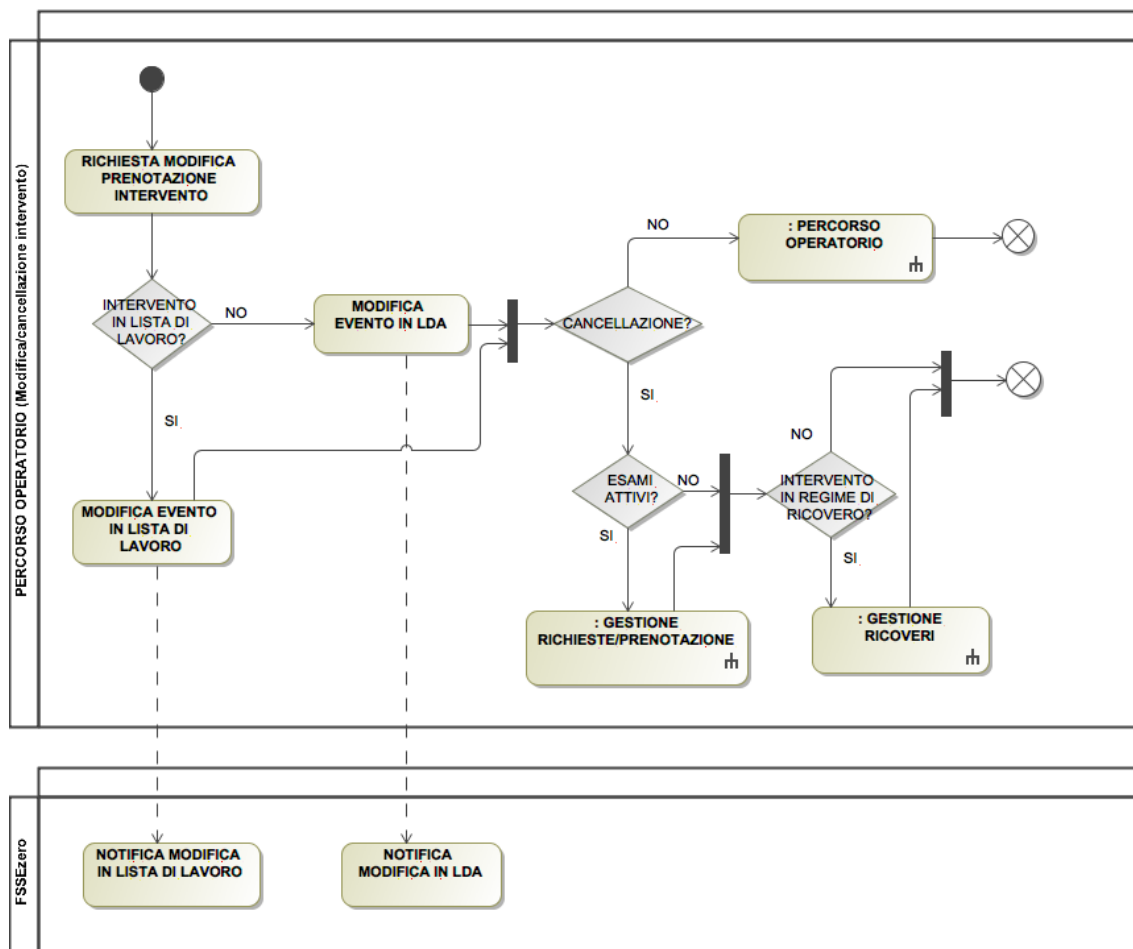 PERCORSO OPERATORIO (Modifica/cancellazione intervento)
RICHIESTA MODIFICA
PRENOTAZIONE
INTERVENTO
INTERVENTO
IN LISTA DI
LAVORO?
NO
SI
MODIFICA
EVENTO IN LDA
MODIFICA EVENTO
IN LISTA DI
LAVORO
CANCELLAZIONE?
NO
: PERCORSO
OPERATORIO
SI
ESAMI
ATTIVI?
NO
SI
: GESTIONE
RICHIESTE/PRENOTAZIONE
INTERVENTO
IN REGIME DI
RICOVERO?
NO
SI
: GESTIONE
RICOVERI
FSSEzero
NOTIFICA MODIFICA
IN LISTA DI LAVORO
NOTIFICA
MODIFICA IN LDA